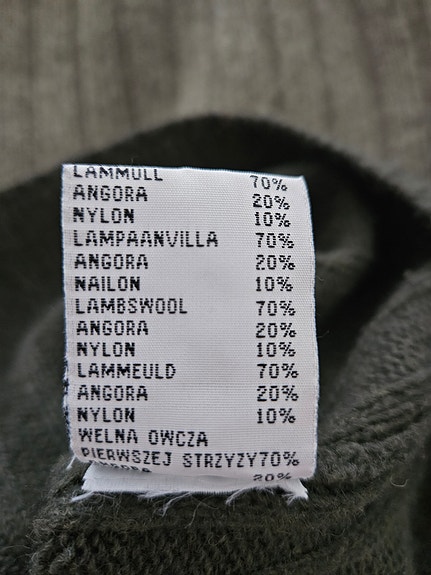 LAMMULL 70%
ANGORA 20%
NYLON 10%
LAMPAANVILLA 70%
ANGORA 20%
NAILON 10%
LAMBSWOOL 70%
ANGORA 20%
NYLON 10%
LAMMEULD 70%
ANGORA 20%
NYLON 10%
WELNA OWCZA
PIERWSZEJ STRZYZY70%
20%